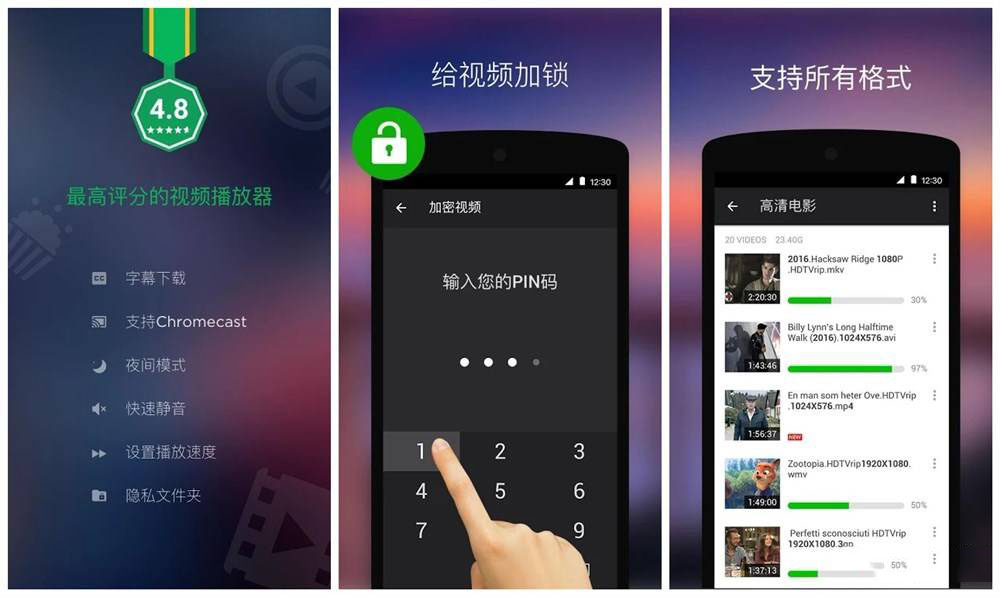 4.8
最高评分的视频播放器
CC
字幕下载
支持Chromecast
夜间模式
快速静音
设置播放速度
隐私文件夹
给视频加锁
12:30
加密视频
输入您的PIN码
1 2 3
4 5 6
7 9
支持所有格式
12:30
高清电影
20 VIDEOS 23.40G
2016.Hacksaw Ridge 1080P
.HDTVrip.mkv
2:20:30
30%
Billy Lynn's Long Halftime
Walk (2016).1024X576.avi
1:43:46
97%
En man som heter Ove.HDTVrip
.1024X576.mp4
1:56:37
NEW
Zootopia.HDTVrip1920X1080.
wmv
1:49:00
50%
Perfetti sconosciuti HDTVrip
1920X1080.3gp
1:37:13
50%